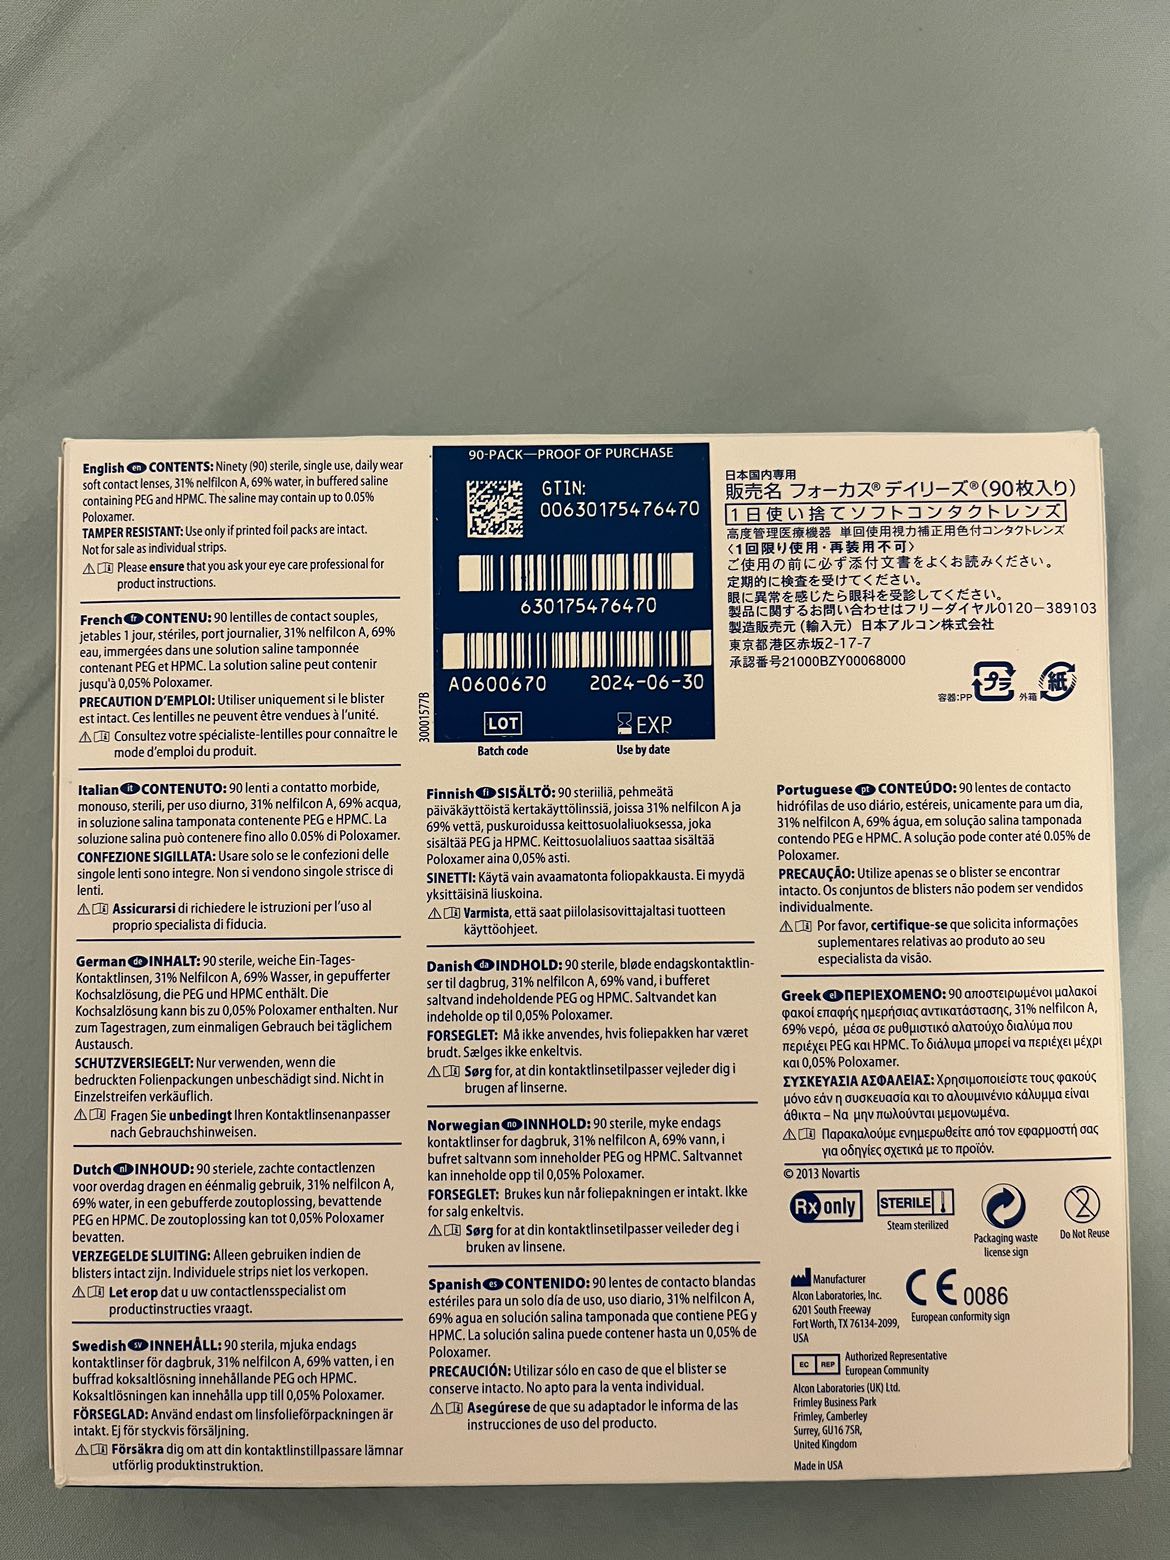 English en CONTENTS: Ninety (90) sterile, single use, daily wear
soft contact lenses, 31% nelfilcon A, 69% water, in buffered saline
containing PEG and HPMC. The saline may contain up to 0.05%
Poloxamer.
TAMPER RESISTANT: Use only if printed foil packs are intact.
Not for sale as individual strips.
Please ensure that you ask your eye care professional for
product instructions.
French fr CONTENU: 90 lentilles de contact souples,
jetables 1 jour, stériles, port journalier, 31% nelfilcon A, 69%
eau, immergées dans une solution saline tamponnée
contenant PEG et HPMC. La solution saline peut contenir
jusqu'à 0,05% Poloxamer.
PRECAUTION D'EMPLOI: Utiliser uniquement si le blister
est intact. Ces lentilles ne peuvent être vendues à l'unité.
Consultez votre spécialiste-lentilles pour connaître le
mode d'emploi du produit.
Italian it CONTENUTO: 90 lenti a contatto morbide,
monouso, sterili, per uso diurno, 31% nelfilcon A, 69% acqua,
in soluzione salina tamponata contenente PEG e HPMC. La
soluzione salina può contenere fino allo 0.05% di Poloxamer.
CONFEZIONE SIGILLATA: Usare solo se le confezioni delle
singole lenti sono integre. Non si vendono singole strisce di
lenti.
Assicurarsi di richiedere le istruzioni per l'uso al
proprio specialista di fiducia.
German de INHALT: 90 sterile, weiche Ein-Tages-
Kontaktlinsen, 31% Nelfilcon A, 69% Wasser, in gepufferter
Kochsalzlösung, die PEG und HPMC enthält. Die
Kochsalzlösung kann bis zu 0,05% Poloxamer enthalten. Nur
zum Tagestragen, zum einmaligen Gebrauch bei täglichem
Austausch.
SCHUTZVERSIEGELT: Nur verwenden, wenn die
bedruckten Folienpackungen unbeschädigt sind. Nicht in
Einzelstreifen verkäuflich.
Fragen Sie unbedingt Ihren Kontaktlinsenanpasser
nach Gebrauchshinweisen.
Dutch nl INHOUD: 90 steriele, zachte contactlenzen
voor overdag dragen en éénmalig gebruik, 31% nelfilcon A,
69% water, in een gebufferde zoutoplossing, bevattende
PEG en HPMC. De zoutoplossing kan tot 0,05% Poloxamer
bevatten.
VERZEGELDE SLUITING: Alleen gebruiken indien de
blisters intact zijn. Individuele strips niet los verkopen.
Let erop dat u uw contactlensspecialist om
productinstructies vraagt.
Swedish sv INNEHÅLL: 90 sterila, mjuka endags
kontaktlinser för dagbruk, 31% nelfilcon A, 69% vatten, i en
buffrad koksaltlösning innehållande PEG och HPMC.
Koksaltlösningen kan innehålla upp till 0,05% Poloxamer.
FÖRSEGLAD: Använd endast om linsfolieförpackningen är
intakt. Ej för styckvis försäljning.
Försäkra dig om att din kontaktlinstillpassare lämnar
utförlig produktinstruktion.
90-PACK—PROOF OF PURCHASE
GTIN:
00630175476470
630175476470
A0600670 2024-06-30
LOT EXP
Batch code Use by date
30001577B
日本国内専用
販売名 フォーカス® デイリーズ®(90枚入り)
1日使い捨てソフトコンタクトレンズ
高度管理医療機器 単回使用視力補正用色付コンタクトレンズ
〈1回限り使用・再装用不可〉
ご使用の前に必ず添付文書をよくお読みください。
定期的に検査を受けてください。
眼に異常を感じたら眼科を受診してください。
製品に関するお問い合わせはフリーダイヤル0120-389103
製造販売元（輸入元）日本アルコン株式会社
東京都港区赤坂2-17-7
承認番号21000BZY00068000
容器:PP プラ 外箱 紙
Finnish fi SISÄLTÖ: 90 steriiliä, pehmeätä
päiväkäyttöistä kertakäyttölinssiä, joissa 31% nelfilcon A ja
69% vettä, puskuroidussa keittosuolaliuoksessa, joka
sisältää PEG ja HPMC. Keittosuolaliuos saattaa sisältää
Poloxamer aina 0,05% asti.
SINETTI: Käytä vain avaamatonta foliopakkausta. Ei myydä
yksittäisinä liuskoina.
Varmista, että saat piilolasisovittajaltasi tuotteen
käyttöohjeet.
Danish da INDHOLD: 90 sterile, bløde endagskontaktlin-
ser til dagbrug, 31% nelfilcon A, 69% vand, i bufferet
saltvand indeholdende PEG og HPMC. Saltvandet kan
indeholde op til 0,05% Poloxamer.
FORSEGLET: Må ikke anvendes, hvis foliepakken har været
brudt. Sælges ikke enkeltvis.
Sørg for, at din kontaktlinsetilpasser vejleder dig i
brugen af linserne.
Norwegian no INNHOLD: 90 sterile, myke endags
kontaktlinser for dagbruk, 31% nelfilcon A, 69% vann, i
bufret saltvann som inneholder PEG og HPMC. Saltvannet
kan inneholde opp til 0,05% Poloxamer.
FORSEGLET: Brukes kun når foliepakningen er intakt. Ikke
for salg enkeltvis.
Sørg for at din kontaktlinsetilpasser veileder deg i
bruken av linsene.
Spanish es CONTENIDO: 90 lentes de contacto blandas
estériles para un solo día de uso, uso diario, 31% nelfilcon A,
69% agua en solución salina tamponada que contiene PEG y
HPMC. La solución salina puede contener hasta un 0,05% de
Poloxamer.
PRECAUCIÓN: Utilizar sólo en caso de que el blister se
conserve intacto. No apto para la venta individual.
Asegúrese de que su adaptador le informa de las
instrucciones de uso del producto.
Portuguese pt CONTEÚDO: 90 lentes de contacto
hidrófilas de uso diário, estéreis, unicamente para um dia,
31% nelfilcon A, 69% água, em solução salina tamponada
contendo PEG e HPMC. A solução pode conter até 0.05% de
Poloxamer.
PRECAUÇÃO: Utilize apenas se o blister se encontrar
intacto. Os conjuntos de blisters não podem ser vendidos
individualmente.
Por favor, certifique-se que solicita informações
suplementares relativas ao produto ao seu
especialista da visão.
Greek el ΠΕΡΙΕΧΟΜΕΝΟ: 90 αποστειρωμένοι μαλακοί
φακοί επαφής ημερήσιας αντικατάστασης, 31% nelfilcon A,
69% νερό, μέσα σε ρυθμιστικό αλατούχο διαλύμα που
περιέχει PEG και HPMC. Το διάλυμα μπορεί να περιέχει μέχρι
και 0,05% Poloxamer.
ΣΥΣΚΕΥΑΣΙΑ ΑΣΦΑΛΕΙΑΣ: Χρησιμοποιείστε τους φακούς
μόνο εάν η συσκευασία και το αλουμινένιο κάλυμμα είναι
άθικτα – Να μην πωλούνται μεμονωμένα.
Παρακαλούμε ενημερωθείτε από τον εφαρμοστή σας
για οδηγίες σχετικά με το προϊόν.
© 2013 Novartis
Rx only STERILE
Steam sterilized
Packaging waste
license sign
2
Do Not Reuse
Manufacturer
Alcon Laboratories, Inc.
6201 South Freeway
Fort Worth, TX 76134-2099,
USA
CE 0086
European conformity sign
EC REP Authorized Representative
European Community
Alcon Laboratories (UK) Ltd.
Frimley Business Park
Frimley, Camberley
Surrey, GU16 7SR,
United Kingdom
Made in USA